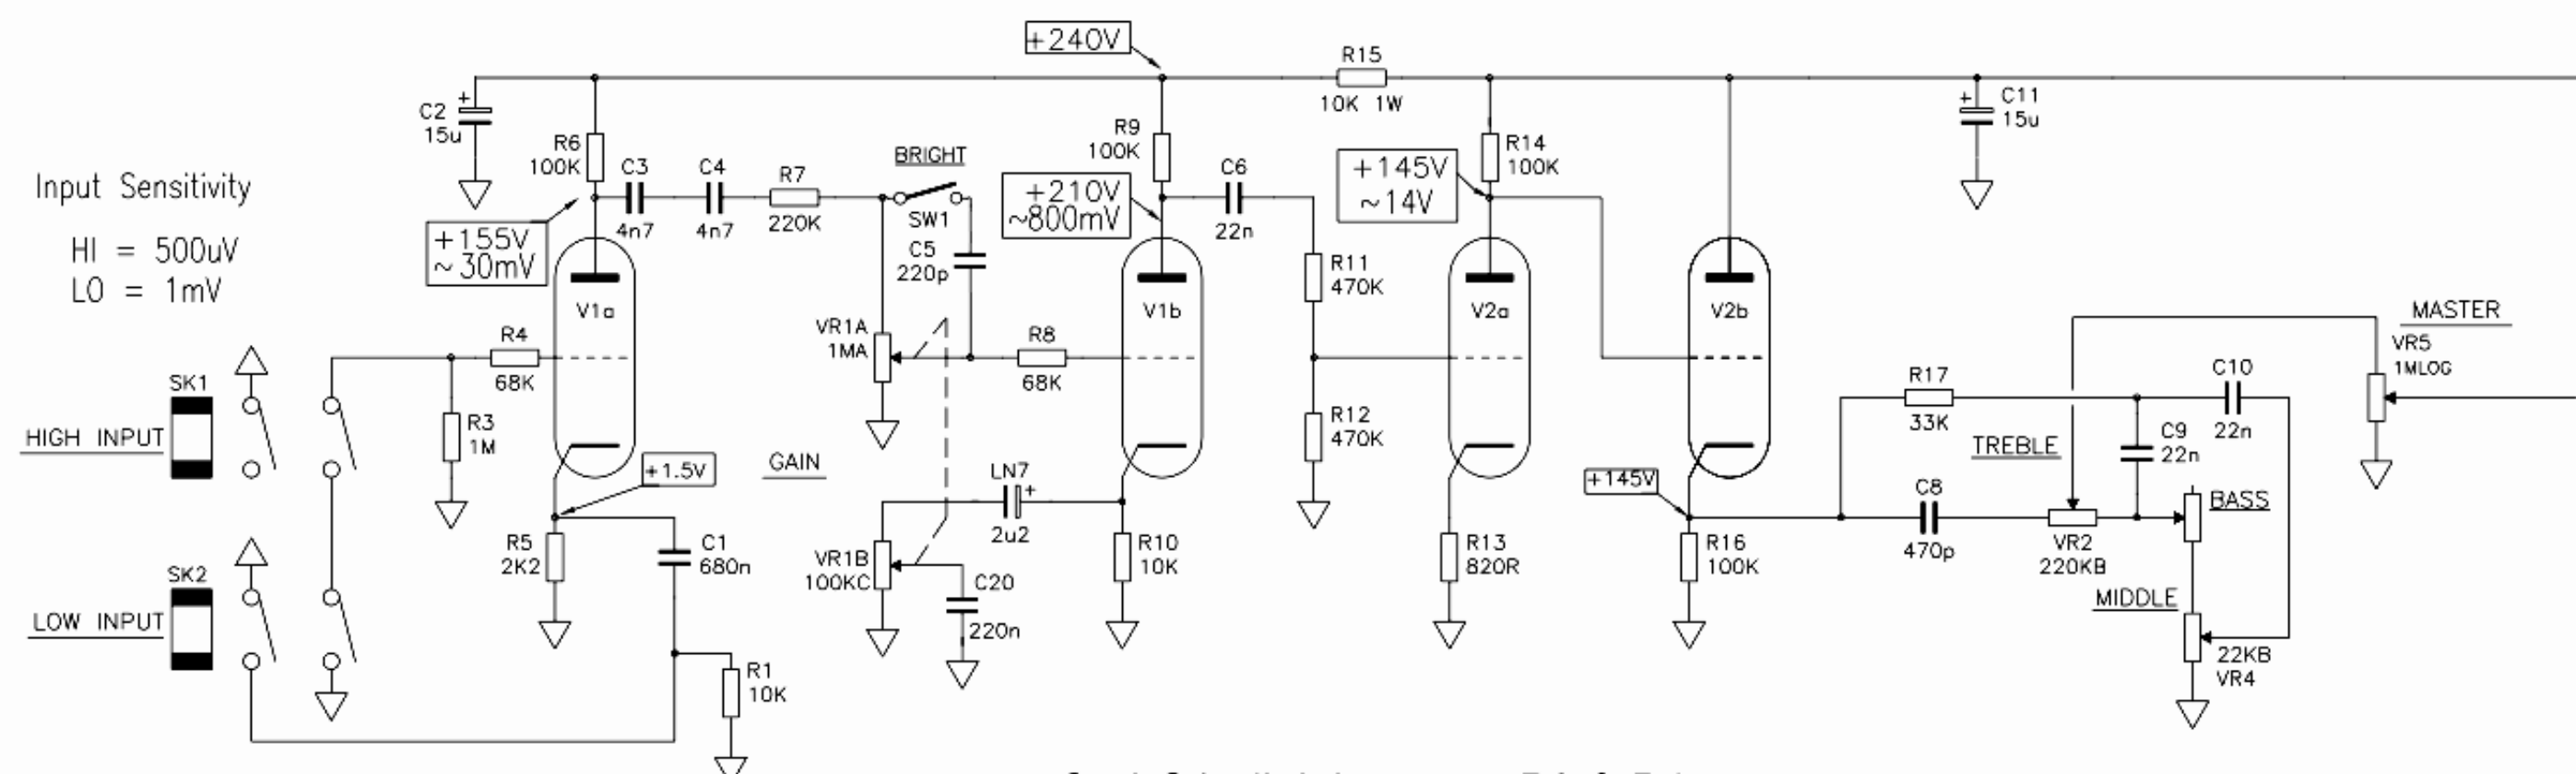 +240V
R15
10K 1W
C2
15u
+
R6
100K
C3
4n7
C4
4n7
R7
220K
BRIGHT
SW1
C5
220p
R9
100K
C6
22n
+210V
~800mV
+145V
~14V
R14
100K
+
C11
15u
Input Sensitivity
HI = 500uV
LO = 1mV
+155V
~30mV
V1a
VR1A
1MA
V1b
R11
470K
V2a
V2b
MASTER
VR5
1MLOG
R4
68K
R8
68K
SK1
HIGH INPUT
R3
1M
R12
470K
R17
33K
C10
22n
TREBLE
C9
22n
+1.5V
GAIN
LN7
+
2u2
+145V
C8
470p
BASS
R5
2K2
C1
680n
VR1B
100KC
C20
220n
R10
10K
R13
820R
R16
100K
VR2
220KB
SK2
LOW INPUT
MIDDLE
22KB
VR4
R1
10K